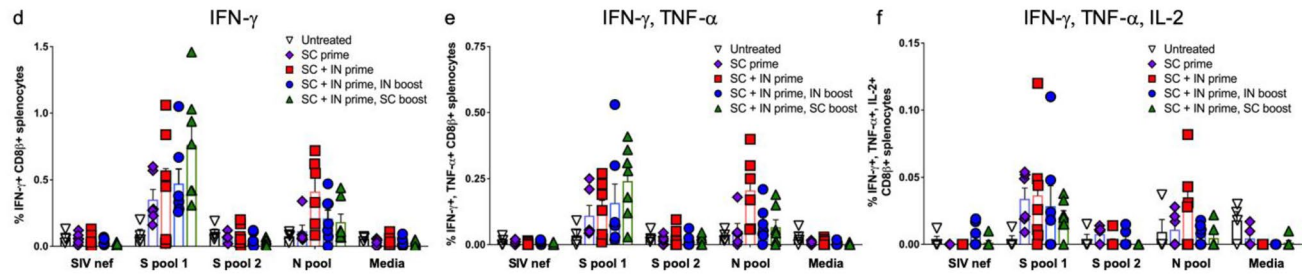 d
IFN-γ
% IFN-γ+ CD8β+ splenocytes
1.5
1.0
0.5
0.0
Untreated
SC prime
SC + IN prime
SC + IN prime, IN boost
SC + IN prime, SC boost
SIV nef
S pool 1
S pool 2
N pool
Media
e
IFN-γ, TNF-α
% IFN-γ+, TNF-α+ CD8β+ splenocytes
0.75
0.50
0.25
0.00
Untreated
SC prime
SC + IN prime
SC + IN prime, IN boost
SC + IN prime, SC boost
SIV nef
S pool 1
S pool 2
N pool
Media
f
IFN-γ, TNF-α, IL-2
% IFN-γ+, TNF-α+, IL-2+
CD8β+ splenocytes
0.15
0.10
0.05
0.00
Untreated
SC prime
SC + IN prime
SC + IN prime, IN boost
SC + IN prime, SC boost
SIV nef
S pool 1
S pool 2
N pool
Media